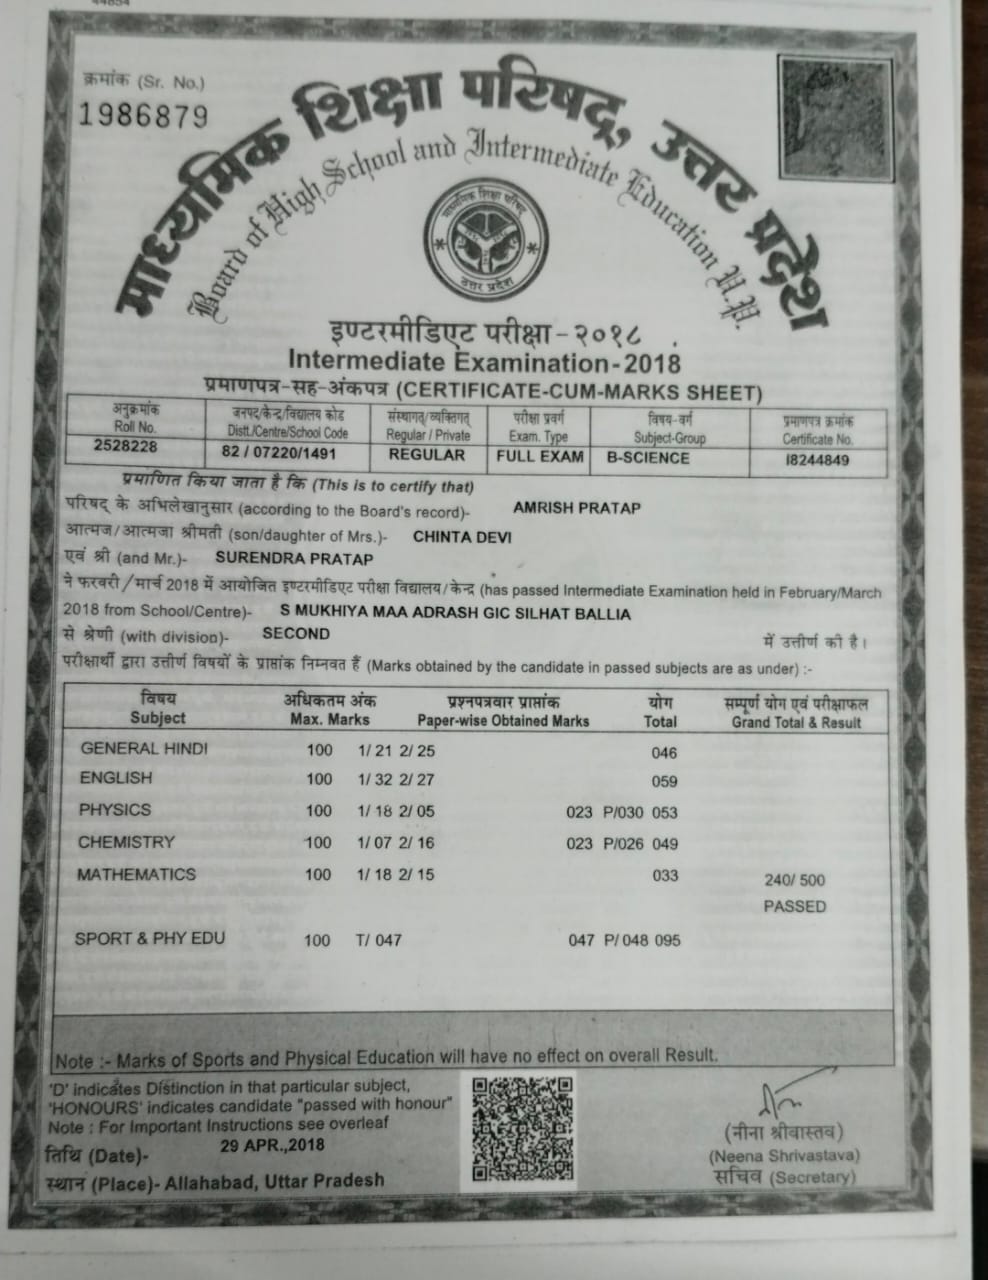 44854
क्रमांक (Sr. No.)
1986879
माध्यमिक शिक्षा परिषद्, उत्तर प्रदेश
Board of High School and Intermediate Education U.P.
माध्यमिक शिक्षा परिषद्
उत्तर प्रदेश
इण्टरमीडिएट परीक्षा-२०१८
Intermediate Examination-2018
प्रमाणपत्र-सह-अंकपत्र (CERTIFICATE-CUM-MARKS SHEET)
अनुक्रमांक जनपद/केन्द्र/विद्यालय कोड संस्थागत्/व्यक्तिगत् परीक्षा प्रवर्ग विषय-वर्ग प्रमाणपत्र क्रमांक
Roll No. Distt./Centre/School Code Regular / Private Exam. Type Subject-Group Certificate No.
2528228 82 / 07220/1491 REGULAR FULL EXAM B-SCIENCE I8244849
प्रमाणित किया जाता है कि (This is to certify that)
परिषद् के अभिलेखानुसार (according to the Board's record)- AMRISH PRATAP
आत्मज/आत्मजा श्रीमती (son/daughter of Mrs.)- CHINTA DEVI
एवं श्री (and Mr.)- SURENDRA PRATAP
ने फरवरी/मार्च 2018 में आयोजित इण्टरमीडिएट परीक्षा विद्यालय/केन्द्र (has passed Intermediate Examination held in February/March
2018 from School/Centre)- S MUKHIYA MAA ADRASH GIC SILHAT BALLIA
से श्रेणी (with division)- SECOND में उत्तीर्ण की है।
परीक्षार्थी द्वारा उत्तीर्ण विषयों के प्राप्तांक निम्नवत हैं (Marks obtained by the candidate in passed subjects are as under) :-
विषय अधिकतम अंक प्रश्नपत्रवार प्राप्तांक योग सम्पूर्ण योग एवं परीक्षाफल
Subject Max. Marks Paper-wise Obtained Marks Total Grand Total & Result
GENERAL HINDI 100 1/ 21 2/ 25 046
ENGLISH 100 1/ 32 2/ 27 059
PHYSICS 100 1/ 18 2/ 05 023 P/030 053
CHEMISTRY 100 1/ 07 2/ 16 023 P/026 049
MATHEMATICS 100 1/ 18 2/ 15 033 240/ 500
PASSED
SPORT & PHY EDU 100 T/ 047 047 P/ 048 095
Note :- Marks of Sports and Physical Education will have no effect on overall Result.
'D' indicates Distinction in that particular subject,
'HONOURS' indicates candidate "passed with honour"
Note : For Important Instructions see overleaf
तिथि (Date)- 29 APR.,2018
स्थान (Place)- Allahabad, Uttar Pradesh
(नीना श्रीवास्तव)
(Neena Shrivastava)
सचिव (Secretary)